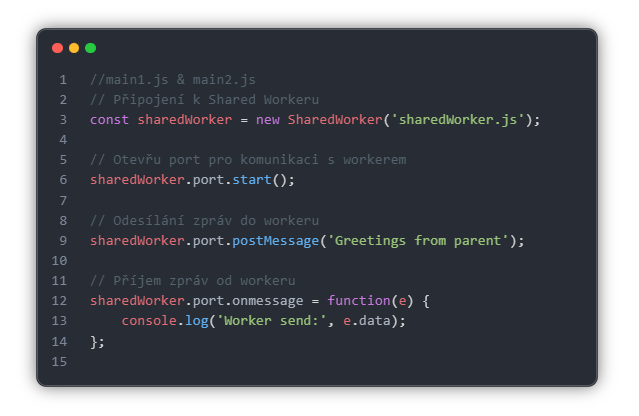 1 //main1.js & main2.js
2 // Připojení k Shared Workeru
3 const sharedWorker = new SharedWorker('sharedWorker.js');
4
5 // Otevřu port pro komunikaci s workerem
6 sharedWorker.port.start();
7
8 // Odesílání zpráv do workeru
9 sharedWorker.port.postMessage('Greetings from parent');
10
11 // Příjem zpráv od workeru
12 sharedWorker.port.onmessage = function(e) {
13     console.log('Worker send:', e.data);
14 };
15